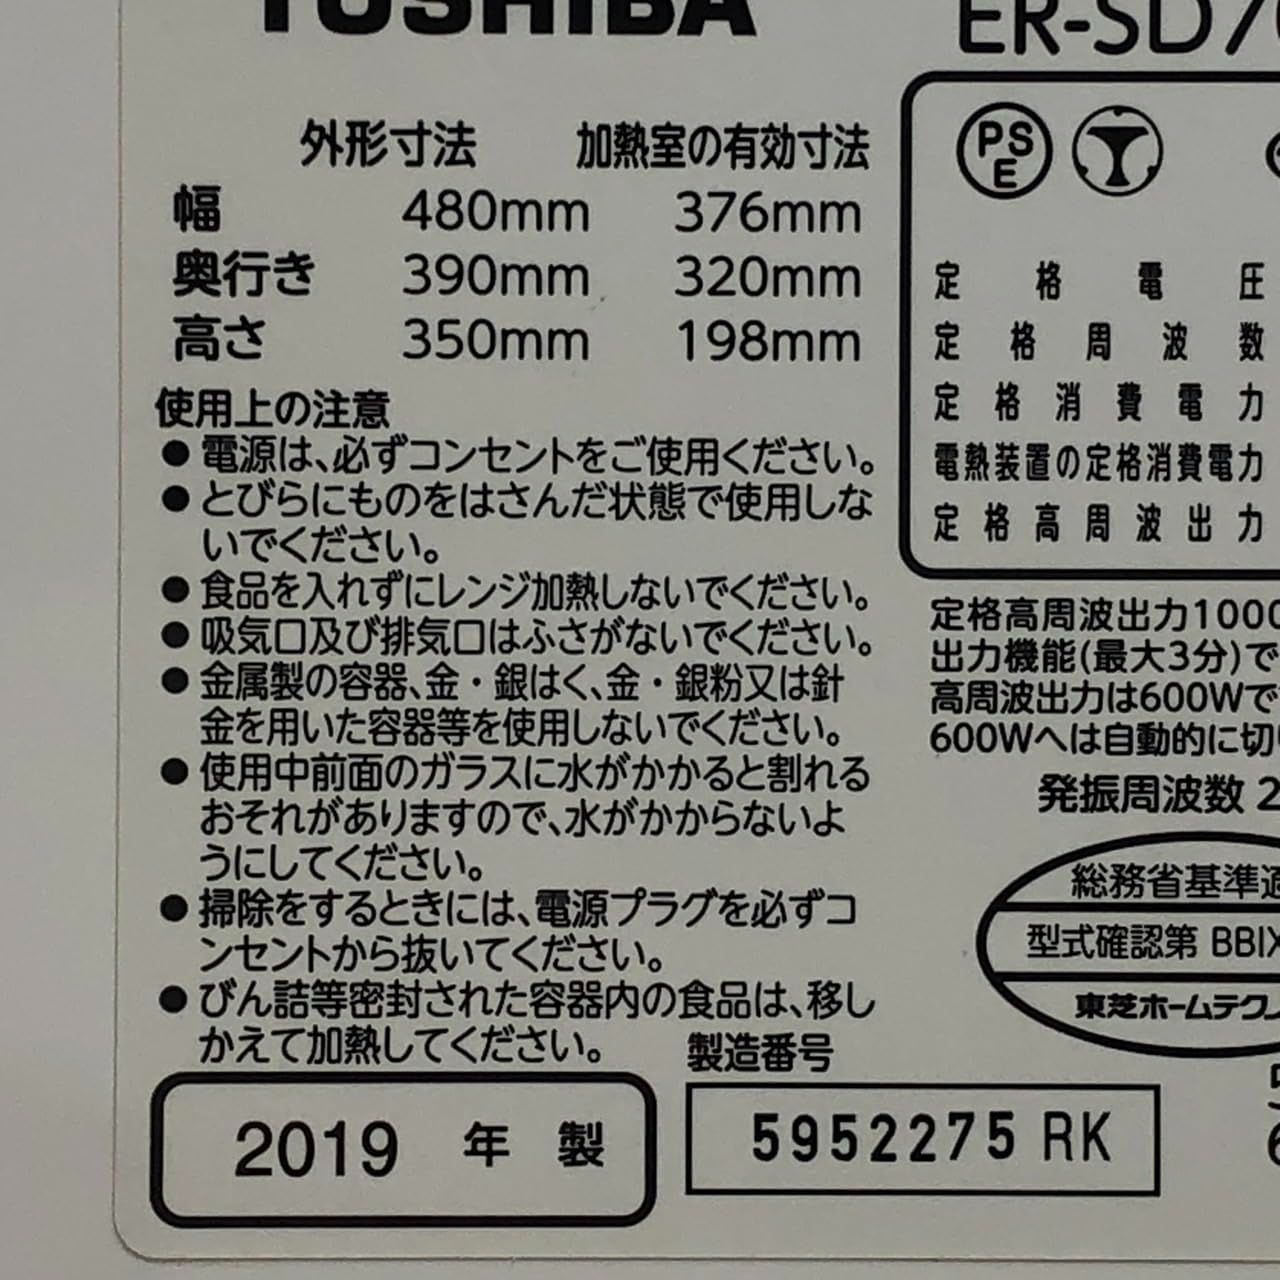 TOSHIBA
ER-SD7
外形寸法 加熱室の有効寸法
幅 480mm 376mm
奥行き 390mm 320mm
高さ 350mm 198mm
使用上の注意
●電源は、必ずコンセントをご使用ください。
●とびらにものをはさんだ状態で使用しな
いでください。
●食品を入れずにレンジ加熱しないでください。
●吸気口及び排気口はふさがないでください。
●金属製の容器、金・銀はく、金・銀粉又は針
金を用いた容器等を使用しないでください。
●使用中前面のガラスに水がかかると割れる
おそれがありますので、水がかからないよ
うにしてください。
●掃除をするときには、電源プラグを必ずコ
ンセントから抜いてください。
●びん詰等密封された容器内の食品は、移し
かえて加熱してください。
2019 年 製
製造番号
5952275 RK
PS
E
定格電圧
定格周波数
定格消費電力
電熱装置の定格消費電力
定格高周波出力
定格高周波出力1000
出力機能(最大3分)で
高周波出力は600Wで
600Wへは自動的に切
発振周波数 2
総務省基準適
型式確認第 BBIX
東芝ホームテクノ